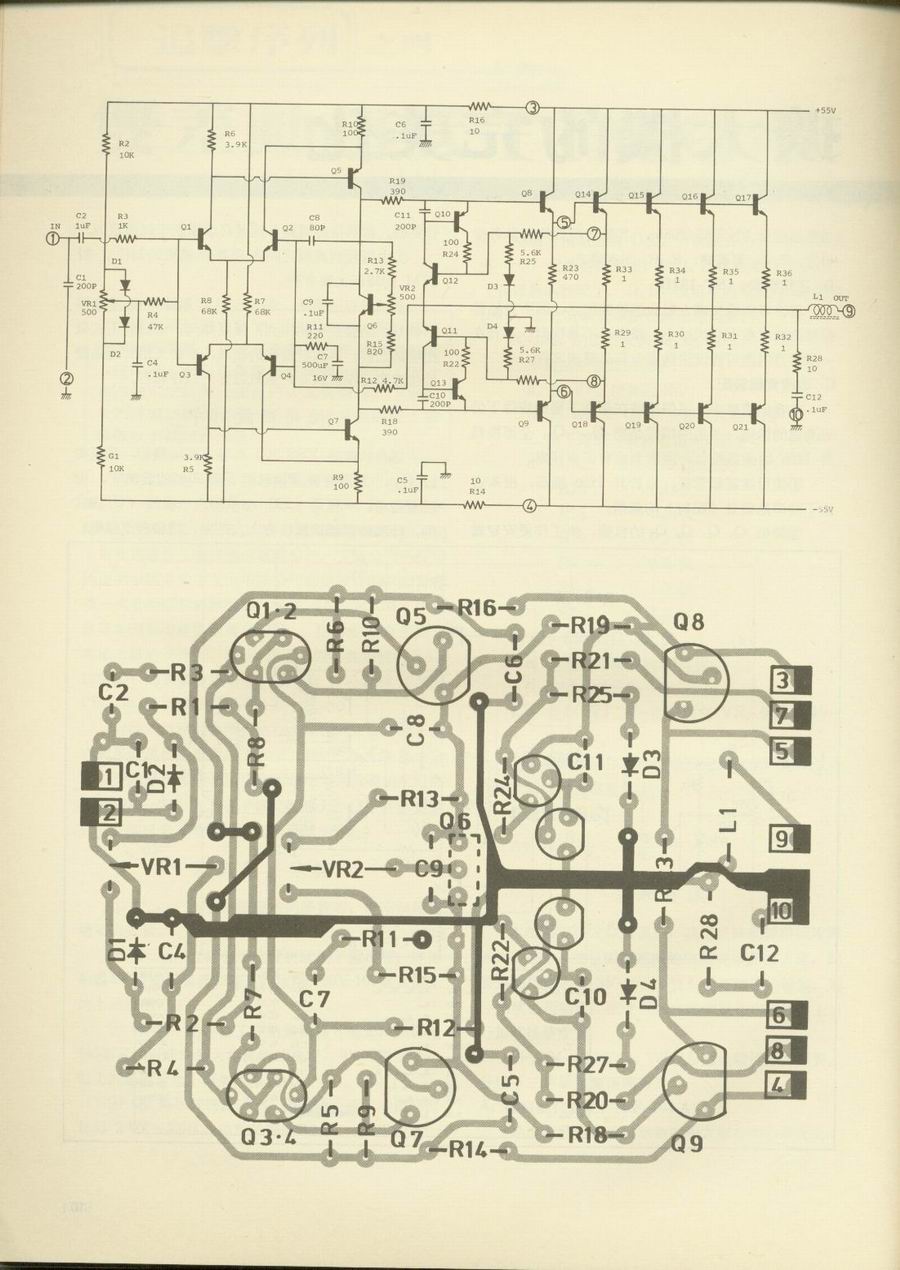 +55V
R2
10K
R6
3.9K
R10
100
C6
.1uF
R16
10
③
Q5
R19
390
Q8
Q14
Q15
Q16
Q17
IN
①
C2
1uF
R3
1K
Q1
Q2
C8
80P
C11
200P
Q10
⑤
⑦
100
R24
5.6K
R25
D1
R13
2.7K
Q12
D3
R23
470
R33
1
R34
1
R35
1
R36
1
C1
200P
VR1
500
R4
47K
R8
68K
R7
68K
C9
.1uF
VR2
500
Q6
L1 OUT
⑨
D2
R11
220
R15
820
Q11
D4
5.6K
R27
R29
1
R30
1
R31
1
R32
1
100
R22
C4
.1uF
C7
500uF
16V
R28
10
②
Q3
Q4
R12 4.7K
Q13
⑧
⑥
C10
200P
C12
.1uF
⑩
Q7
R18
390
Q9
Q18
Q19
Q20
Q21
G1
10K
3.9K
R5
R9
100
C5
.1uF
10
R14
④
-55V
Q1·2
R6
R10
Q5
R16
R19
Q8
R3
C2
R1
R8
C8
C6
R21
R25
3
7
5
1
C1
D2
2
R13
Q6
R24
C11
D3
L1
9
VR1
VR2
C9
R3
10
D1
C4
R11
R15
R22
C10
D4
R28
C12
R2
R7
C7
R12
6
R4
C5
R27
8
R20
4
Q3·4
R5
R9
Q7
R14
R18
Q9